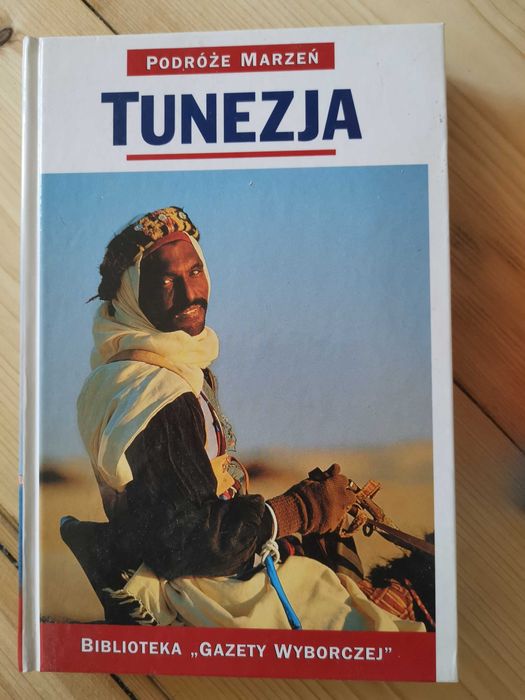 PODRÓŻE MARZEŃ
TUNEZJA
BIBLIOTEKA „GAZETY WYBORCZEJ”